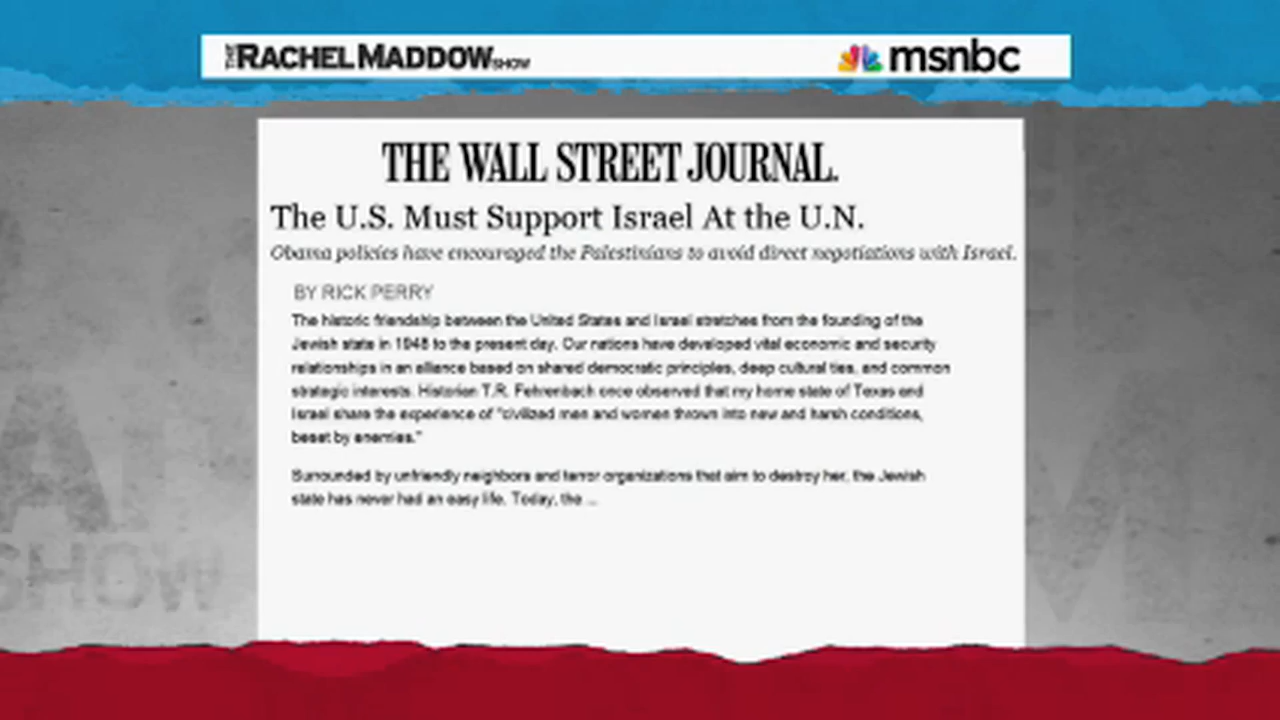 THE RACHEL MADDOW SHOW
msnbc
THE WALL STREET JOURNAL.
The U.S. Must Support Israel At the U.N.
Obama policies have encouraged the Palestinians to avoid direct negotiations with Israel.
BY RICK PERRY
The historic friendship between the United States and Israel stretches from the founding of the
Jewish state in 1948 to the present day. Our nations have developed vital economic and security
relationships in an alliance based on shared democratic principles, deep cultural ties, and common
strategic interests. Historian T.R. Fehrenbach once observed that my home state of Texas and
Israel share the experience of "civilized men and women thrown into new and harsh conditions,
beset by enemies."
Surrounded by unfriendly neighbors and terror organizations that aim to destroy her, the Jewish
state has never had an easy life. Today, the ...
SHOW